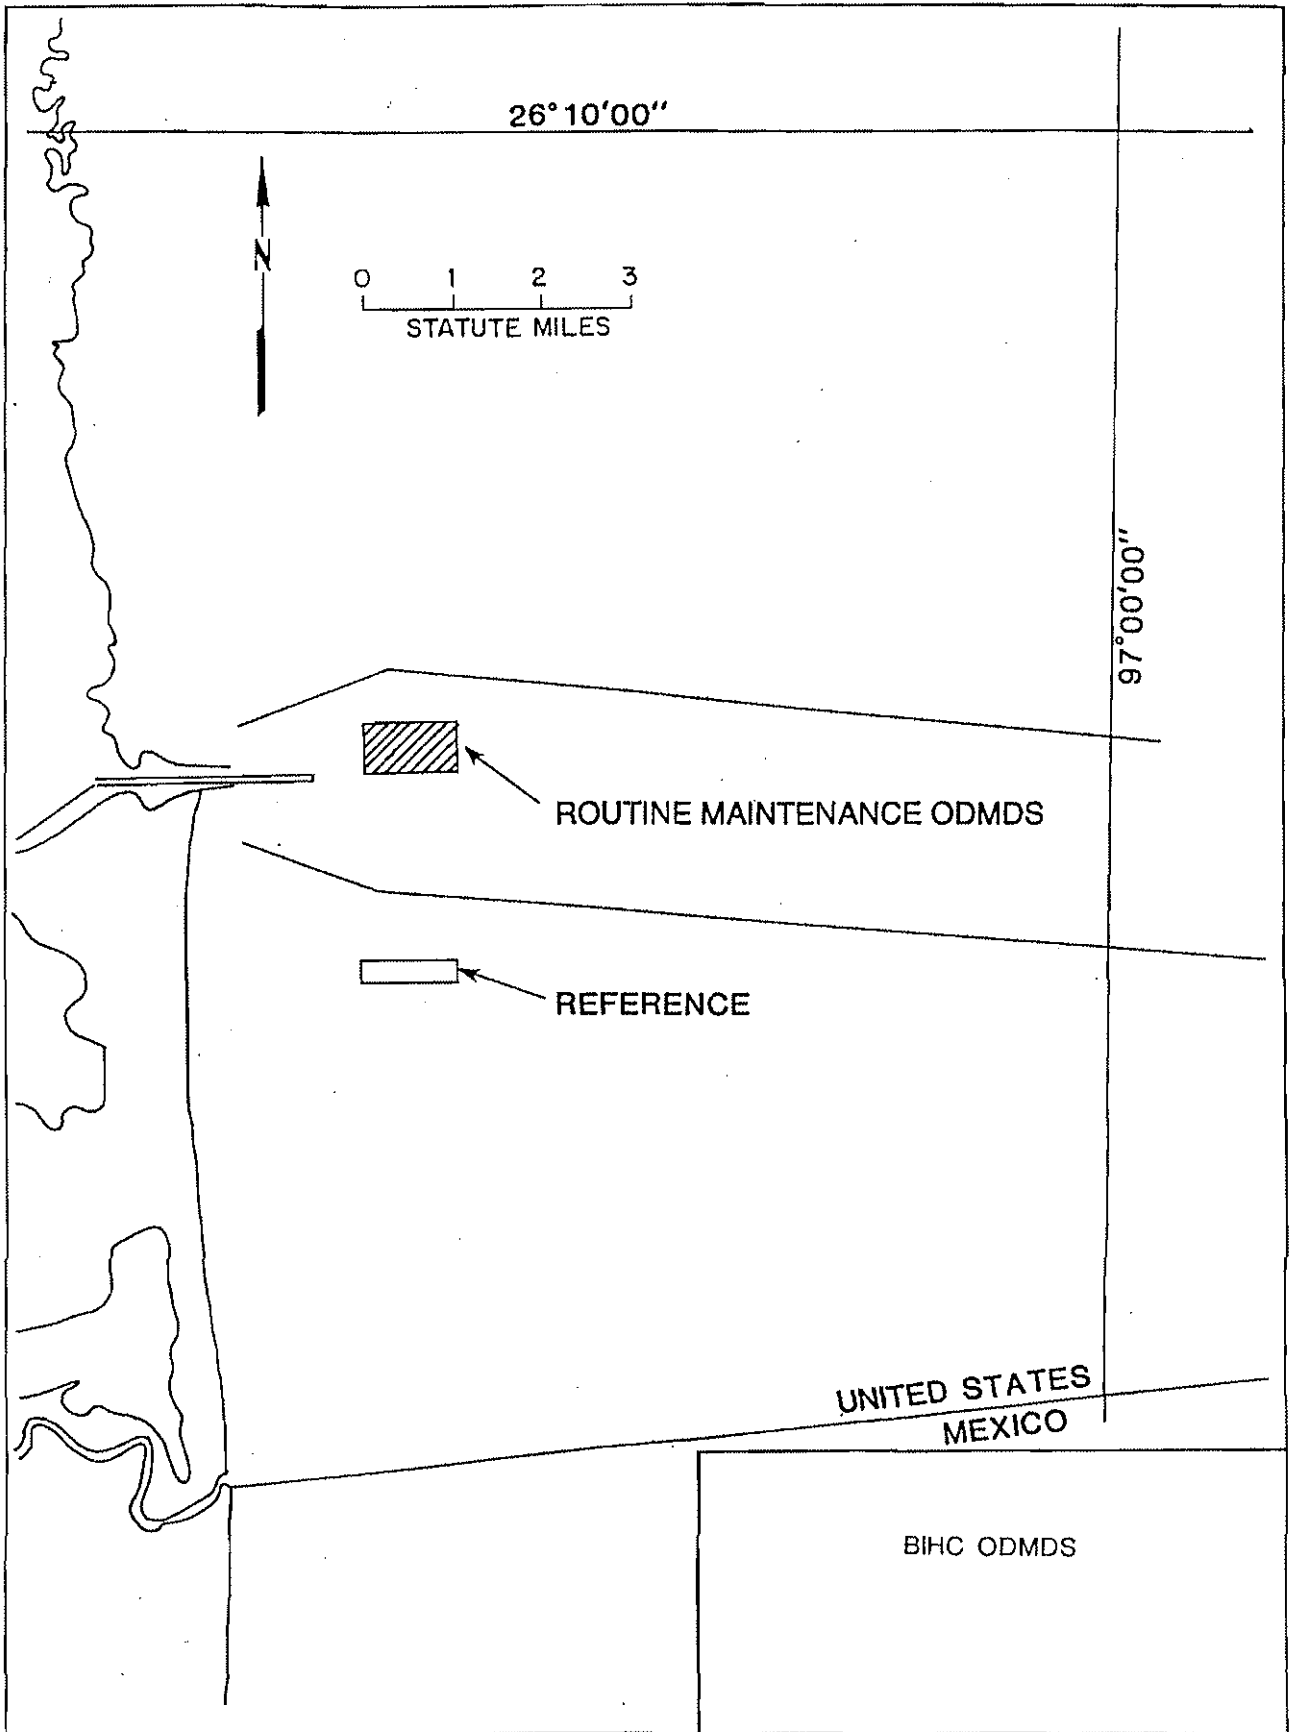 26°10'00"
N
0 1 2 3
STATUTE MILES
97°00'00"
ROUTINE MAINTENANCE ODMDS
REFERENCE
UNITED STATES
MEXICO
BIHC ODMDS